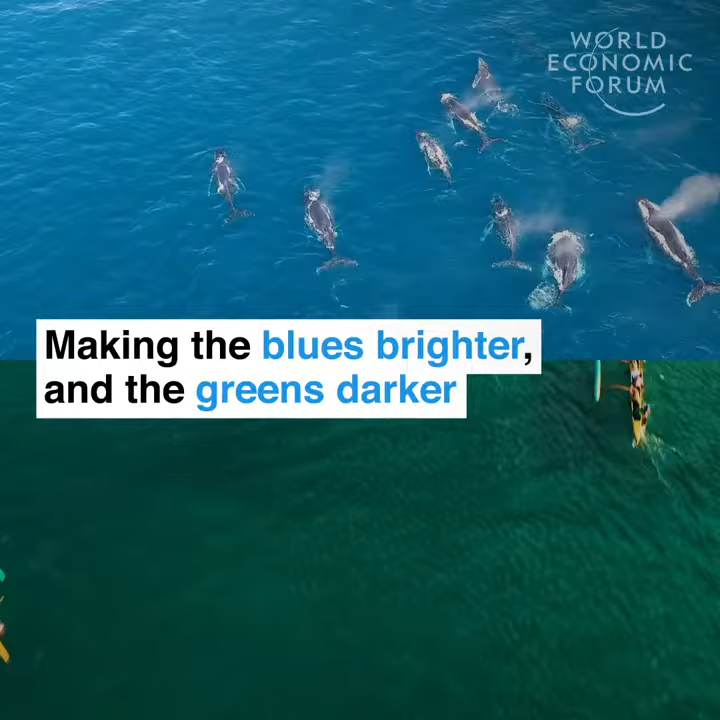 WORLD
ECONOMIC
FORUM
Making the blues brighter,
and the greens darker